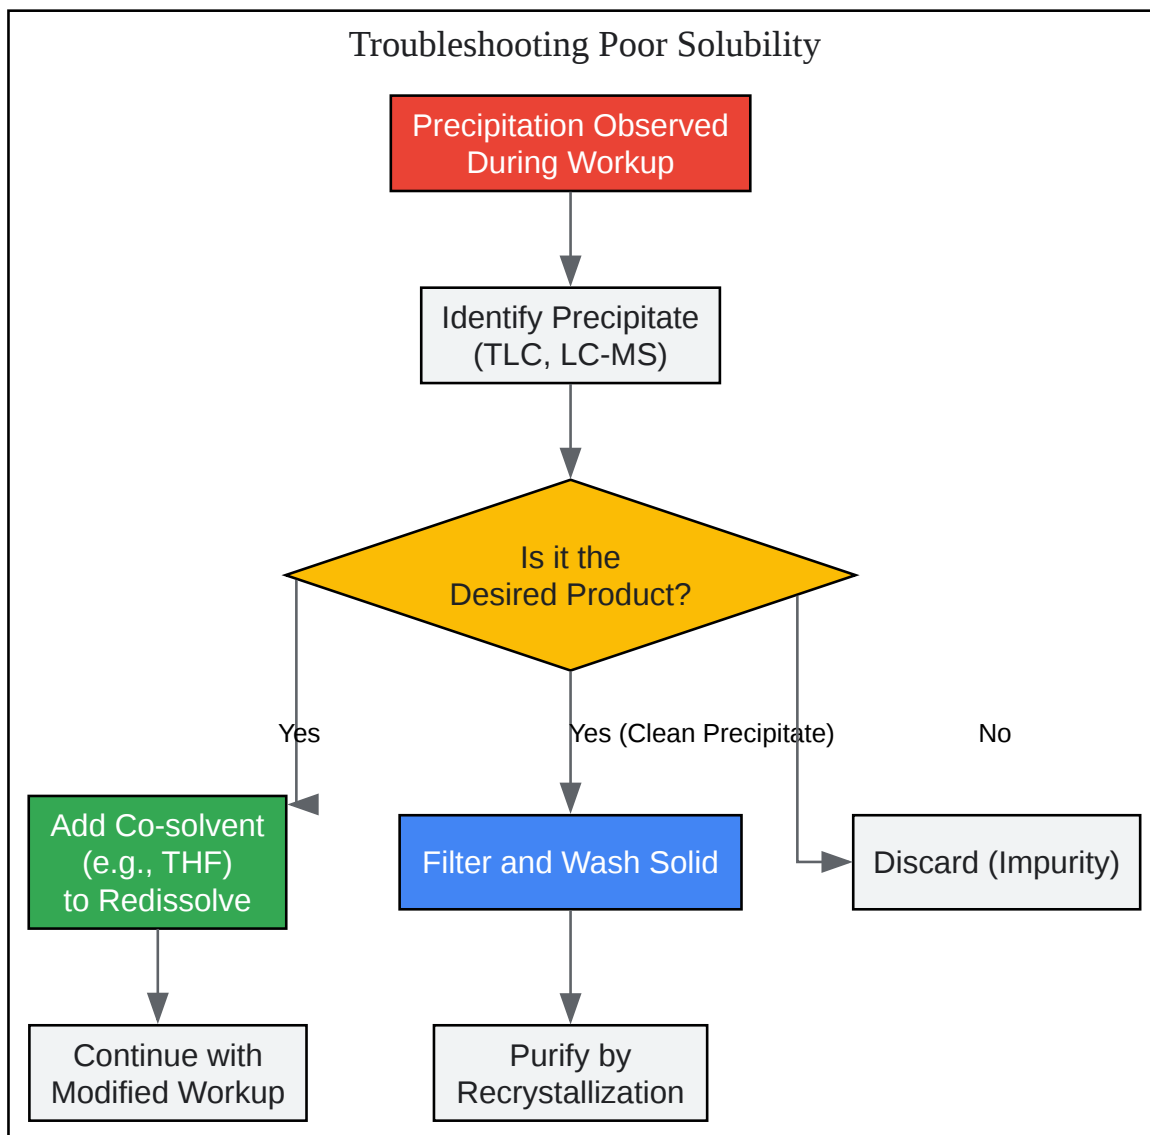 Troubleshooting Poor Solubility
Precipitation Observed
During Workup
Identify Precipitate
(TLC, LC-MS)
Is it the
Desired Product?
Yes
Yes (Clean Precipitate)
No
Add Co-solvent
(e.g., THF)
to Redissolve
Filter and Wash Solid
Discard (Impurity)
Continue with
Modified Workup
Purify by
Recrystallization